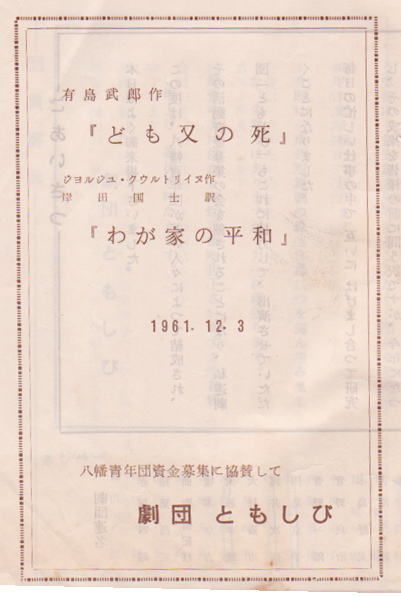 有島武郎作
『ども又の死』
ジョルジュ・クウルトリイヌ作
岸田国士訳
『わが家の平和』
1961.12.3
八幡青年団資金募集に協賛して
劇団 ともしび